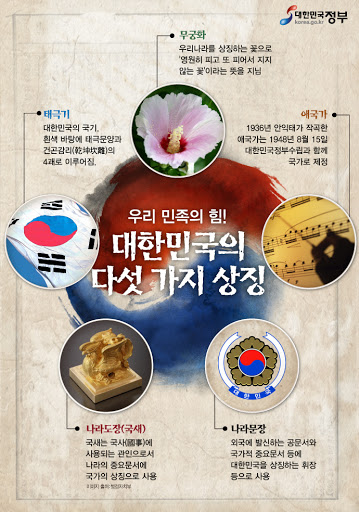 대한민국정부
korea.go.kr
무궁화
우리나라를 상징하는 꽃으로
'영원히 피고 또 피어서 지지
않는 꽃'이라는 뜻을 지님
태극기
대한민국의 국기,
흰색 바탕에 태극문양과
건곤감리(乾坤坎離)의
4괘로 이루어짐.
애국가
1936년 안익태가 작곡한
애국가는 1948년 8월 15일
대한민국정부수립과 함께
국가로 제정
우리 민족의 힘!
대한민국의
다섯 가지 상징
나라도장(국새)
국새는 국사(國事)에
사용되는 관인으로서
나라의 중요문서에
국가의 상징으로 사용
나라문장
외국에 발신하는 공문서와
국가적 중요문서 등에
대한민국을 상징하는 휘장
등으로 사용
대한민국